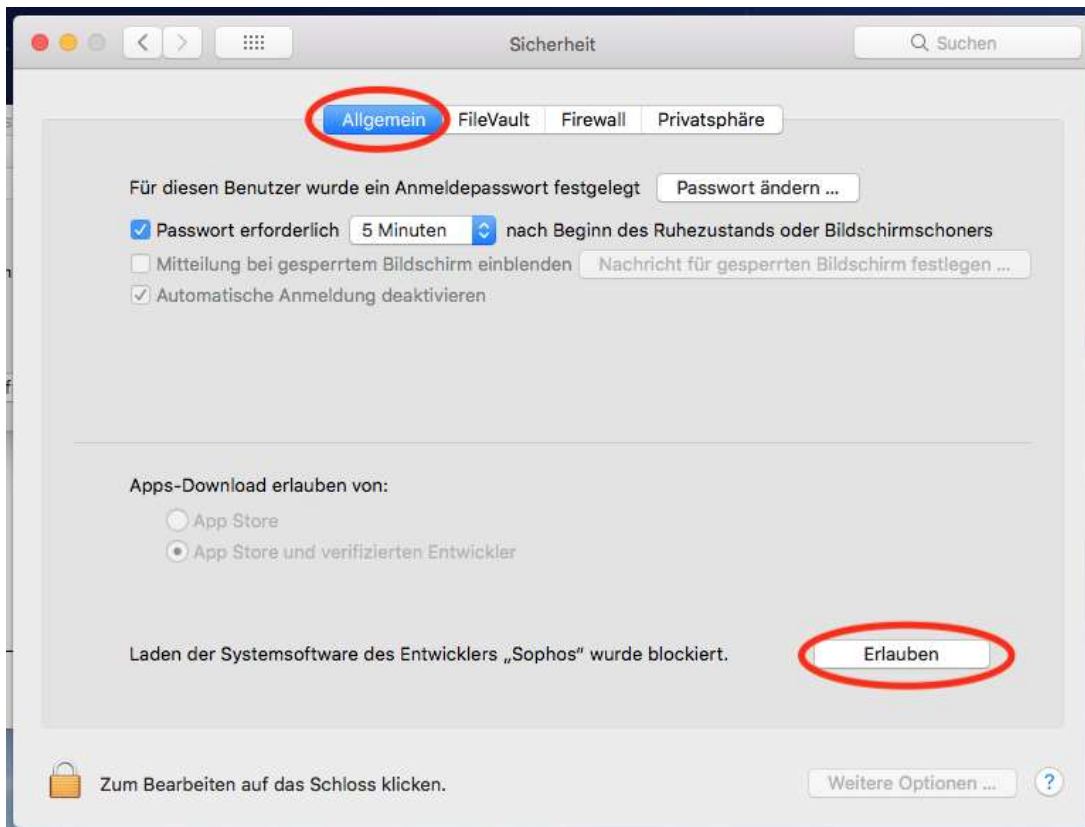 Sicherheit
Suchen
Allgemein FileVault Firewall Privatsphäre
Für diesen Benutzer wurde ein Anmeldepasswort festgelegt Passwort ändern ...
Passwort erforderlich 5 Minuten nach Beginn des Ruhezustands oder Bildschirmschoners
Mitteilung bei gesperrtem Bildschirm einblenden Nachricht für gesperrten Bildschirm festlegen ...
Automatische Anmeldung deaktivieren
Apps-Download erlauben von:
App Store
App Store und verifizierten Entwickler
Laden der Systemsoftware des Entwicklers „Sophos“ wurde blockiert. Erlauben
Zum Bearbeiten auf das Schloss klicken. Weitere Optionen ... ?